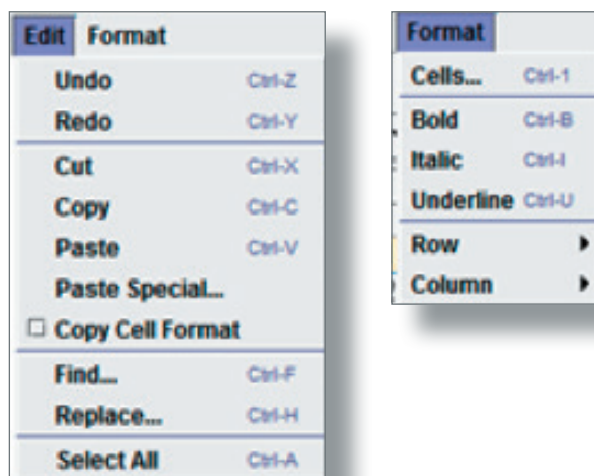 Edit Format
Undo Ctrl-Z
Redo Ctrl-Y
Cut Ctrl-X
Copy Ctrl-C
Paste Ctrl-V
Paste Special...
Copy Cell Format
Find... Ctrl-F
Replace... Ctrl-H
Select All Ctrl-A
Format
Cells... Ctrl-1
Bold Ctrl-B
Italic Ctrl-I
Underline Ctrl-U
Row
Column